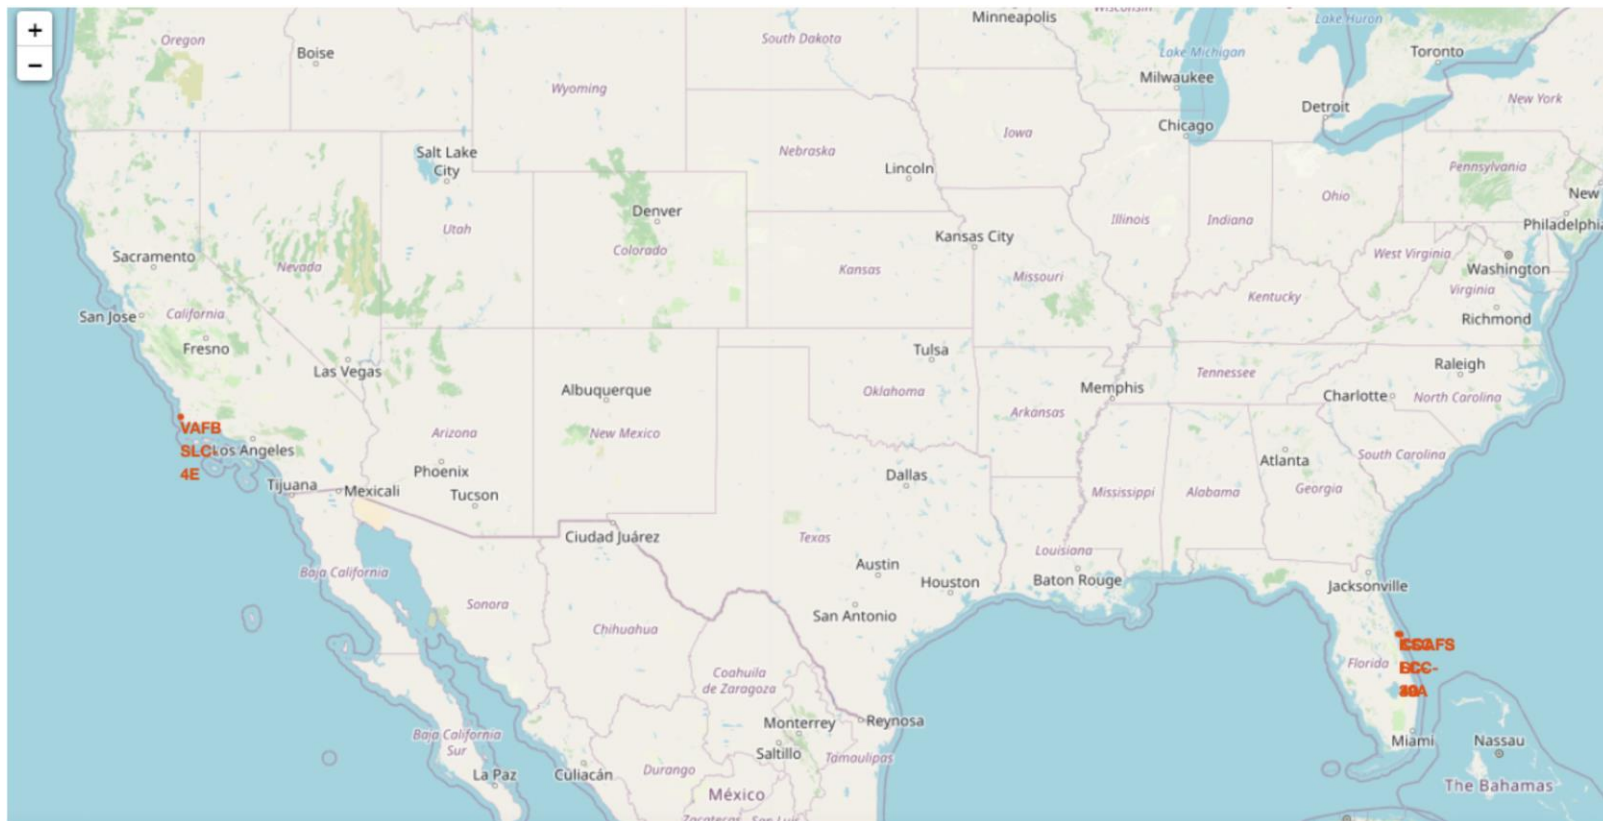 Minneapolis
Wisconsin
Lake Huron
+
Oregon
Boise
South Dakota
Lake Michigan
Toronto
−
Wyoming
Milwaukee
Detroit
New York
Chicago
Iowa
Salt Lake
City
Nebraska
Lincoln
Pennsylvania
Ohio
New
Denver
Illinois
Indiana
Philadelphia
Utah
Kansas City
Colorado
Sacramento
Nevada
Kansas
Missouri
West Virginia
Washington
Virginia
Kentucky
San Jose
California
Richmond
Fresno
Las Vegas
Tulsa
Raleigh
Tennessee
Albuquerque
Oklahoma
Memphis
Charlotte
North Carolina
Arkansas
VAFB
SLC-
4E
Los Angeles
Arizona
New Mexico
Phoenix
Dallas
Atlanta
South Carolina
Tijuana
Mexicali
Tucson
Mississippi
Alabama
Georgia
Ciudad Juárez
Texas
Louisiana
Baja California
Austin
Houston
Baton Rouge
Jacksonville
Sonora
San Antonio
Chihuahua
Florida
Coahuila
de Zaragoza
Monterrey
Reynosa
Baja California
Sur
Saltillo
Tamaulipas
Miami
Nassau
La Paz
Culiacán
Durango
México
The Bahamas
Zacatecas
San Luis